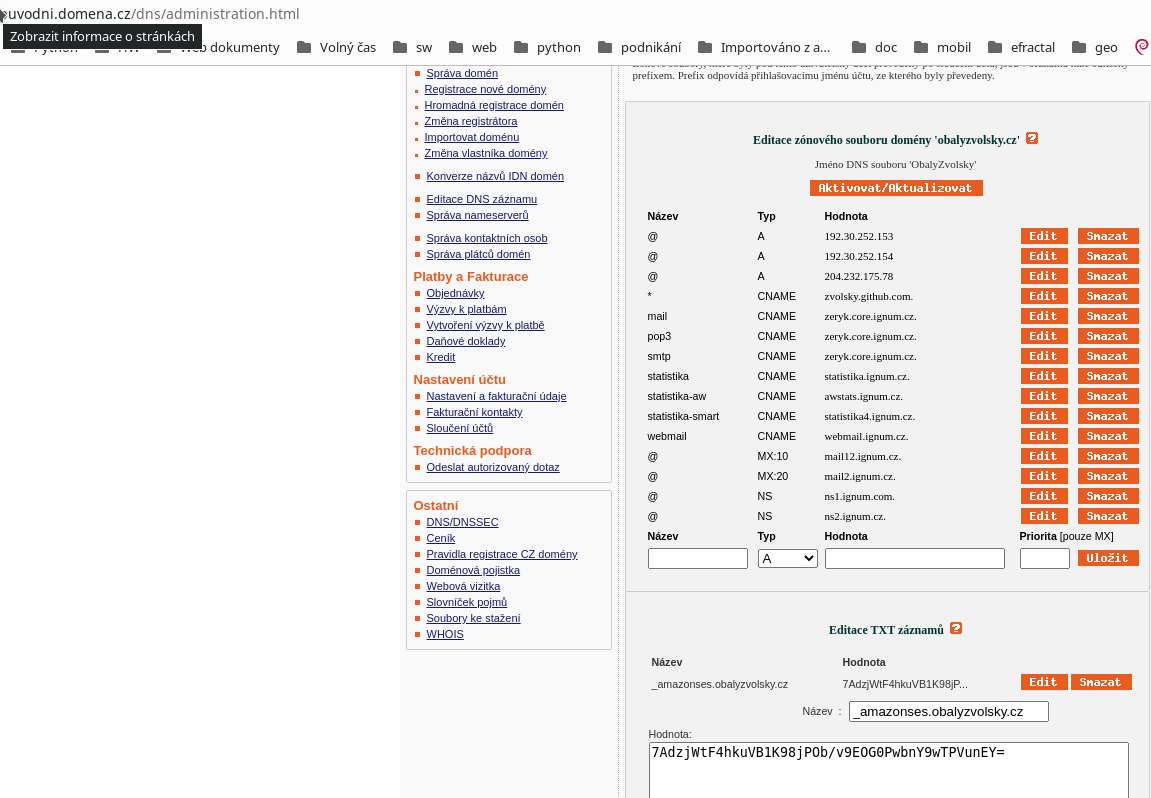 uvodni.domena.cz/dns/administration.html
Zobrazit informace o stránkách
Web dokumenty
Volný čas
sw
web
python
podnikání
Importováno z a...
doc
mobil
efractal
geo
Správa domén
Registrace nové domény
Hromadná registrace domén
Změna registrátora
Importovat doménu
Změna vlastníka domény
Konverze názvů IDN domén
Editace DNS záznamu
Správa nameserverů
Správa kontaktních osob
Správa plátců domén
Platby a Fakturace
Objednávky
Výzvy k platbám
Vytvoření výzvy k platbě
Daňové doklady
Kredit
Nastavení účtu
Nastavení a fakturační údaje
Fakturační kontakty
Sloučení účtů
Technická podpora
Odeslat autorizovaný dotaz
Ostatní
DNS/DNSSEC
Ceník
Pravidla registrace CZ domény
Doménová pojistka
Webová vizitka
Slovníček pojmů
Soubory ke stažení
WHOIS
prefixem. Prefix odpovídá přihlašovacímu jménu účtu, ze kterého byly převedeny.
Editace zónového souboru domény 'obalyzvolsky.cz' ?
Jméno DNS souboru 'ObalyZvolsky'
Aktivovat/Aktualizovat
Název Typ Hodnota
@ A 192.30.252.153 Edit Smazat
@ A 192.30.252.154 Edit Smazat
@ A 204.232.175.78 Edit Smazat
* CNAME zvolsky.github.com. Edit Smazat
mail CNAME zeryk.core.ignum.cz. Edit Smazat
pop3 CNAME zeryk.core.ignum.cz. Edit Smazat
smtp CNAME zeryk.core.ignum.cz. Edit Smazat
statistika CNAME statistika.ignum.cz. Edit Smazat
statistika-aw CNAME awstats.ignum.cz. Edit Smazat
statistika-smart CNAME statistika4.ignum.cz. Edit Smazat
webmail CNAME webmail.ignum.cz. Edit Smazat
@ MX:10 mail12.ignum.cz. Edit Smazat
@ MX:20 mail2.ignum.cz. Edit Smazat
@ NS ns1.ignum.com. Edit Smazat
@ NS ns2.ignum.cz. Edit Smazat
Název Typ Hodnota Priorita [pouze MX]
A Uložit
Editace TXT záznamů ?
Název Hodnota
_amazonses.obalyzvolsky.cz 7AdzjWtF4hkuVB1K98jP... Edit Smazat
Název : _amazonses.obalyzvolsky.cz
Hodnota:
7AdzjWtF4hkuVB1K98jPOb/v9EOG0PwbnY9wTPVunEY=